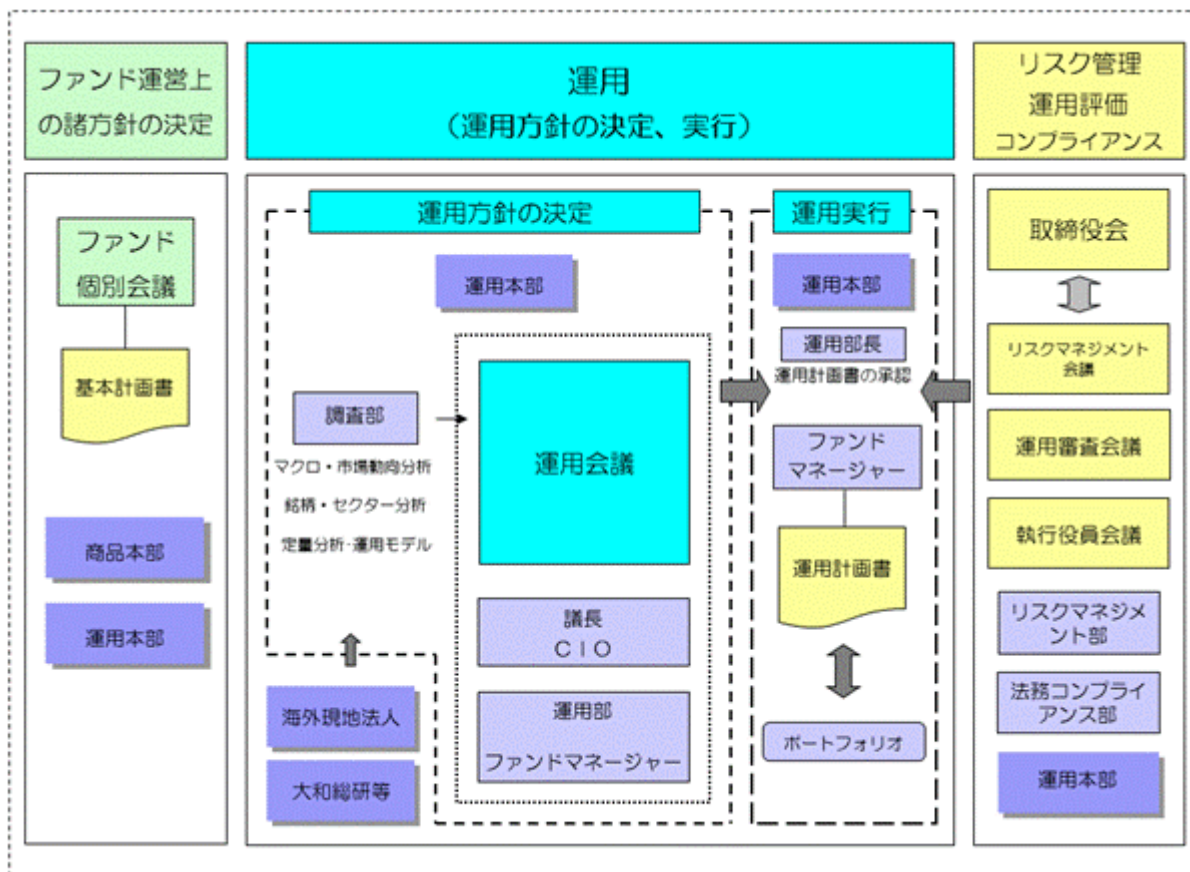 ファンド運営上
の諸方針の決定
ファンド
個別会議
基本計画書
商品本部
運用本部
運用
(運用方針の決定、実行)
運用方針の決定
運用本部
調査部
マクロ・市場動向分析
銘柄・セクター分析
定量分析・運用モデル
運用会議
議長
CIO
運用部
ファンドマネージャー
海外現地法人
大和総研等
運用実行
運用本部
運用部長
運用計画書の承認
ファンド
マネージャー
運用計画書
ポートフォリオ
リスク管理
運用評価
コンプライアンス
取締役会
リスクマネジメント
会議
運用審査会議
執行役員会議
リスクマネジメ
ント部
法務コンプライ
アンス部
運用本部